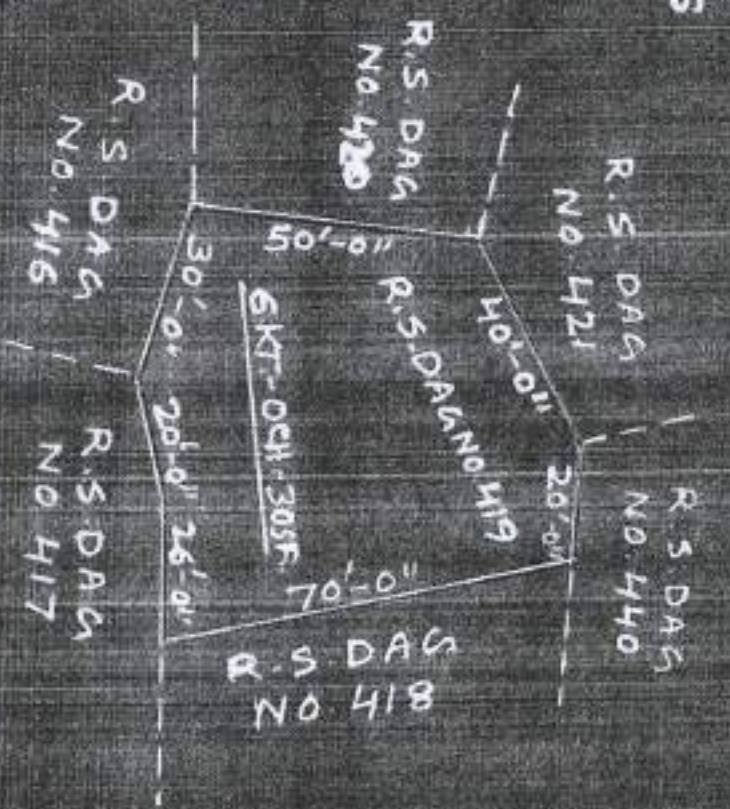 S
R.S. DAG
NO. 420
R.S. DAG
NO. 421
R.S DAG
NO. 416
50'-0"
40'-0"
30'-0"
R.S. DAG NO. 419
6KT-0CH-30SF.
20'-0"
20'-0"
26'-0"
70'-0"
R.S. DAG
NO. 440
R.S. DAG
NO 417
R.S. DAG
NO 418